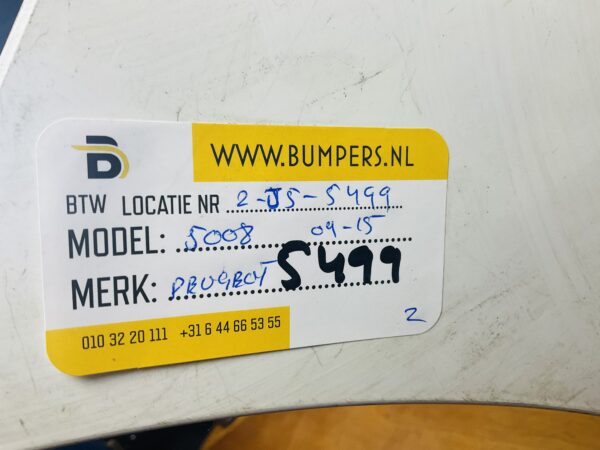 B
WWW.BUMPERS.NL
BTW LOCATIE NR 2-J5-5499
MODEL: 5008 09-15
MERK: PEUGEOT 5499
2
010 32 20 111 +31 6 44 66 53 55